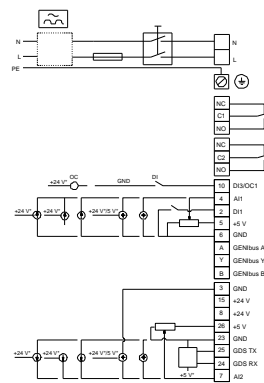 N
N
L
L
PE
NC
C1
NO
NC
C2
NO
OC
+24 V* GND DI
10 DI3/OC1
4 AI1
+24 V* +24 V* +24 V*/5 V*
2 DI1
5 +5 V
6 GND
A GENIbus A
Y GENIbus Y
B GENIbus B
3 GND
15 +24 V
8 +24 V
26 +5 V
23 GND
+24 V* +24 V* +24 V*/5 V*
25 GDS TX
24 GDS RX
+5 V*
7 AI2